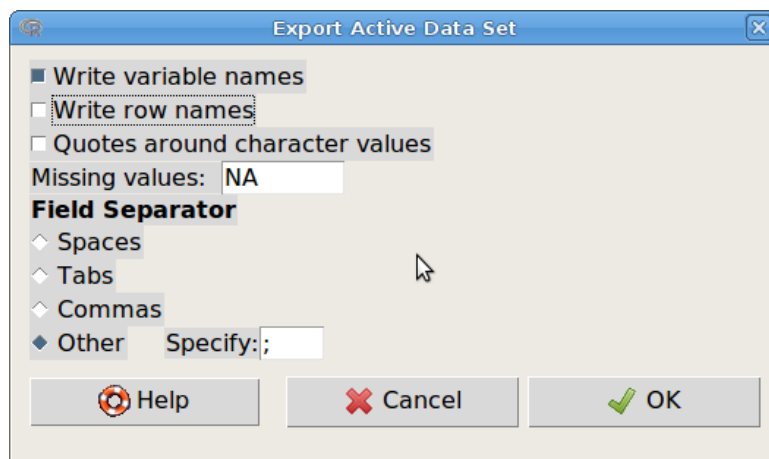 Export Active Data Set
Write variable names
Write row names
Quotes around character values
Missing values: NA
Field Separator
Spaces
Tabs
Commas
Other Specify: ;
Help Cancel OK